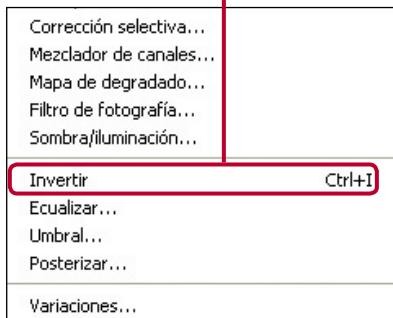 Corrección selectiva...
Mezclador de canales...
Mapa de degradado...
Filtro de fotografía...
Sombra/iluminación...
Invertir Ctrl+I
Ecualizar...
Umbral...
Posterizar...
Variaciones...